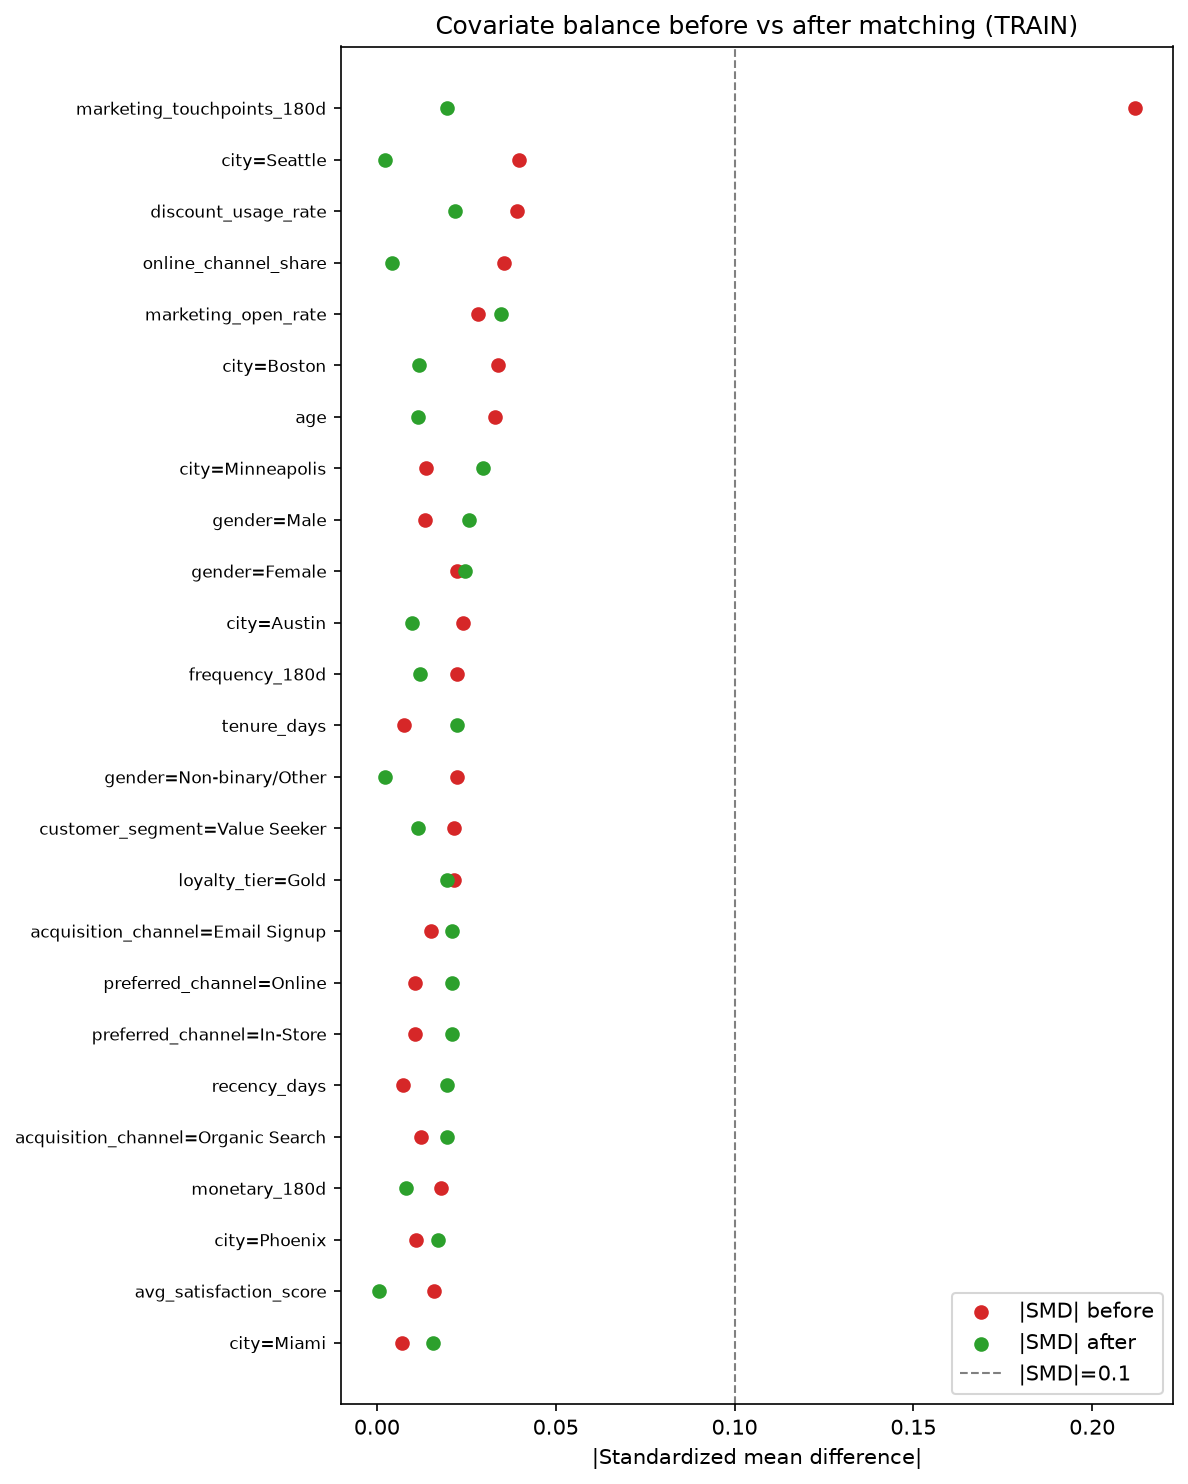 Covariate balance before vs after matching (TRAIN)
marketing_touchpoints_180d
city=Seattle
discount_usage_rate
online_channel_share
marketing_open_rate
city=Boston
age
city=Minneapolis
gender=Male
gender=Female
city=Austin
frequency_180d
tenure_days
gender=Non-binary/Other
customer_segment=Value Seeker
loyalty_tier=Gold
acquisition_channel=Email Signup
preferred_channel=Online
preferred_channel=In-Store
recency_days
acquisition_channel=Organic Search
monetary_180d
city=Phoenix
avg_satisfaction_score
city=Miami
|SMD| before
|SMD| after
|SMD|=0.1
0.00 0.05 0.10 0.15 0.20
|Standardized mean difference|